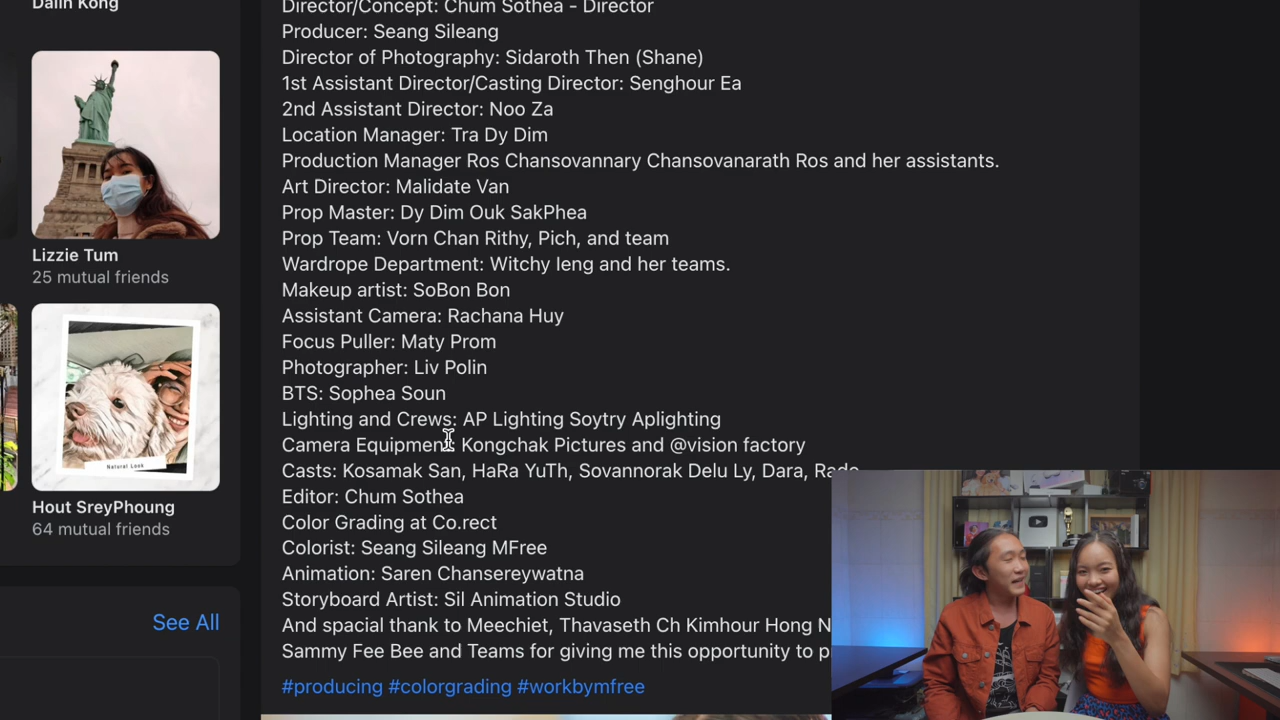 Dalin Kong
Lizzie Tum
25 mutual friends
Natural Look
Hout SreyPhoung
64 mutual friends
See All
Director/Concept: Chum Sothea - Director
Producer: Seang Sileang
Director of Photography: Sidaroth Then (Shane)
1st Assistant Director/Casting Director: Senghour Ea
2nd Assistant Director: Noo Za
Location Manager: Tra Dy Dim
Production Manager Ros Chansovannary Chansovanarath Ros and her assistants.
Art Director: Malidate Van
Prop Master: Dy Dim Ouk SakPhea
Prop Team: Vorn Chan Rithy, Pich, and team
Wardrope Department: Witchy leng and her teams.
Makeup artist: SoBon Bon
Assistant Camera: Rachana Huy
Focus Puller: Maty Prom
Photographer: Liv Polin
BTS: Sophea Soun
Lighting and Crews: AP Lighting Soytry Aplighting
Camera Equipment: Kongchak Pictures and @vision factory
Casts: Kosamak San, HaRa YuTh, Sovannorak Delu Ly, Dara,
Editor: Chum Sothea
Color Grading at Co.rect
Colorist: Seang Sileang MFree
Animation: Saren Chansereywatna
Storyboard Artist: Sil Animation Studio
And spacial thank to Meechiet, Thavaseth Ch Kimhour Hong N
Sammy Fee Bee and Teams for giving me this opportunity to p
#producing #colorgrading #workbymfree